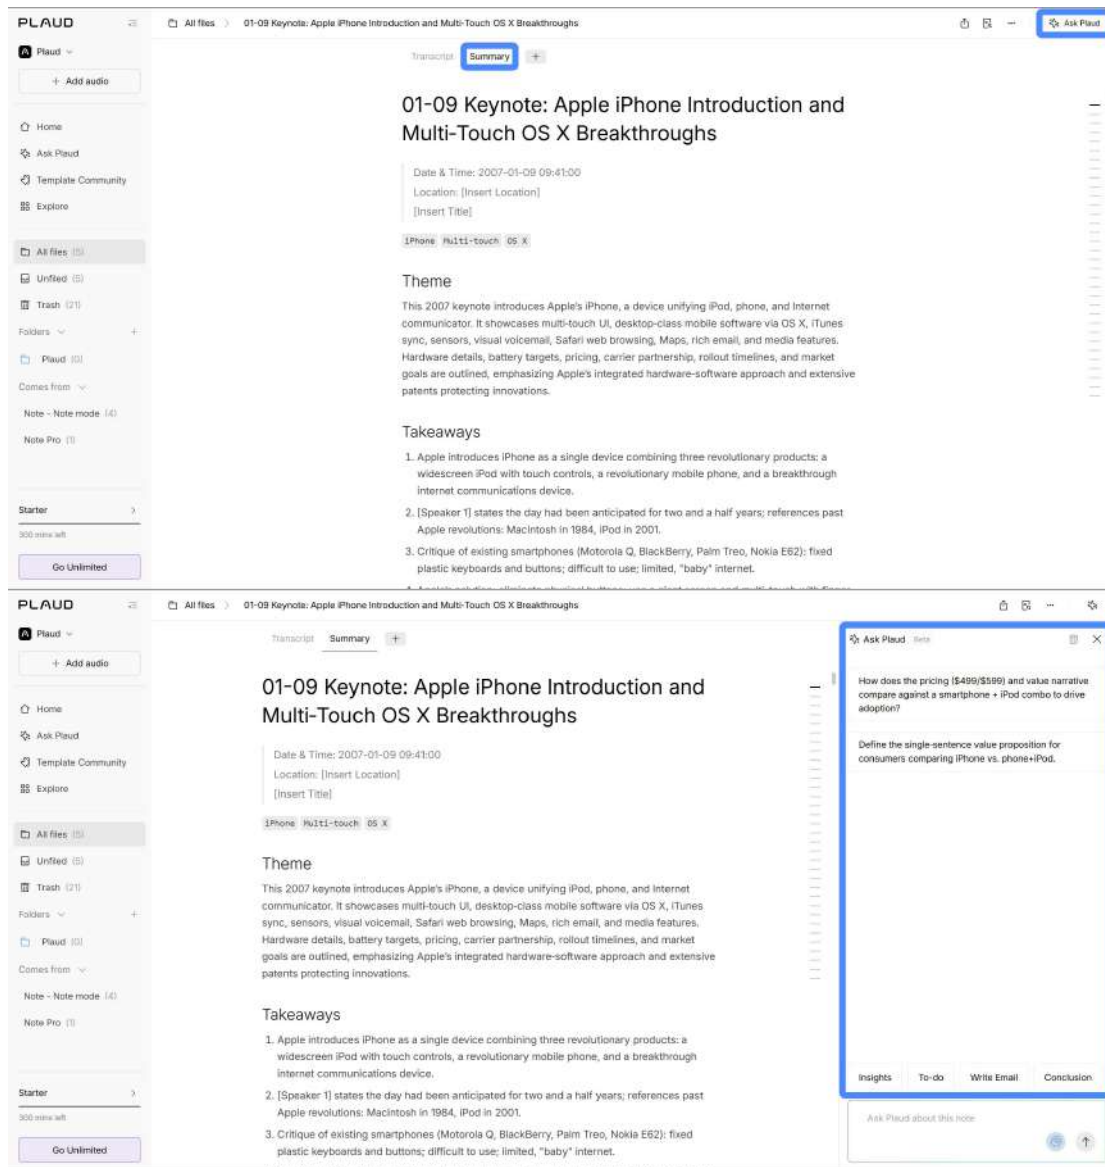 PLAUD
All files > 01-09 Keynote: Apple iPhone Introduction and Multi-Touch OS X Breakthroughs
Ask Plaud
Plaud
+ Add audio
Home
Ask Plaud
Template Community
Explore
All files (5)
Unfiled (5)
Trash (21)
Folders
Plaud (0)
Comes from
Note - Note mode (4)
Note Pro (1)
Starter
300 mins left
Go Unlimited
Transcript Summary +
01-09 Keynote: Apple iPhone Introduction and
Multi-Touch OS X Breakthroughs
Date & Time: 2007-01-09 09:41:00
Location: [Insert Location]
[Insert Title]
iPhone Multi-touch OS X
Theme
This 2007 keynote introduces Apple's iPhone, a device unifying iPod, phone, and Internet
communicator. It showcases multi-touch UI, desktop-class mobile software via OS X, iTunes
sync, sensors, visual voicemail, Safari web browsing, Maps, rich email, and media features.
Hardware details, battery targets, pricing, carrier partnership, rollout timelines, and market
goals are outlined, emphasizing Apple's integrated hardware-software approach and extensive
patents protecting innovations.
Takeaways
1. Apple introduces iPhone as a single device combining three revolutionary products: a
widescreen iPod with touch controls, a revolutionary mobile phone, and a breakthrough
internet communications device.
2. [Speaker 1] states the day had been anticipated for two and a half years; references past
Apple revolutions: Macintosh in 1984, iPod in 2001.
3. Critique of existing smartphones (Motorola Q, BlackBerry, Palm Treo, Nokia E62): fixed
plastic keyboards and buttons; difficult to use; limited, "baby" internet.
PLAUD
All files > 01-09 Keynote: Apple iPhone Introduction and Multi-Touch OS X Breakthroughs
Plaud
+ Add audio
Home
Ask Plaud
Template Community
Explore
All files (5)
Unfiled (5)
Trash (21)
Folders
Plaud (0)
Comes from
Note - Note mode (4)
Note Pro (1)
Starter
300 mins left
Go Unlimited
Transcript Summary +
01-09 Keynote: Apple iPhone Introduction and
Multi-Touch OS X Breakthroughs
Date & Time: 2007-01-09 09:41:00
Location: [Insert Location]
[Insert Title]
iPhone Multi-touch OS X
Theme
This 2007 keynote introduces Apple's iPhone, a device unifying iPod, phone, and Internet
communicator. It showcases multi-touch UI, desktop-class mobile software via OS X, iTunes
sync, sensors, visual voicemail, Safari web browsing, Maps, rich email, and media features.
Hardware details, battery targets, pricing, carrier partnership, rollout timelines, and market
goals are outlined, emphasizing Apple's integrated hardware-software approach and extensive
patents protecting innovations.
Takeaways
1. Apple introduces iPhone as a single device combining three revolutionary products: a
widescreen iPod with touch controls, a revolutionary mobile phone, and a breakthrough
internet communications device.
2. [Speaker 1] states the day had been anticipated for two and a half years; references past
Apple revolutions: Macintosh in 1984, iPod in 2001.
3. Critique of existing smartphones (Motorola Q, BlackBerry, Palm Treo, Nokia E62): fixed
plastic keyboards and buttons; difficult to use; limited, "baby" internet.
Ask Plaud Beta
How does the pricing ($499/$599) and value narrative
compare against a smartphone + iPod combo to drive
adoption?
Define the single-sentence value proposition for
consumers comparing iPhone vs. phone+iPod.
Insights To-do Write Email Conclusion
Ask Plaud about this note